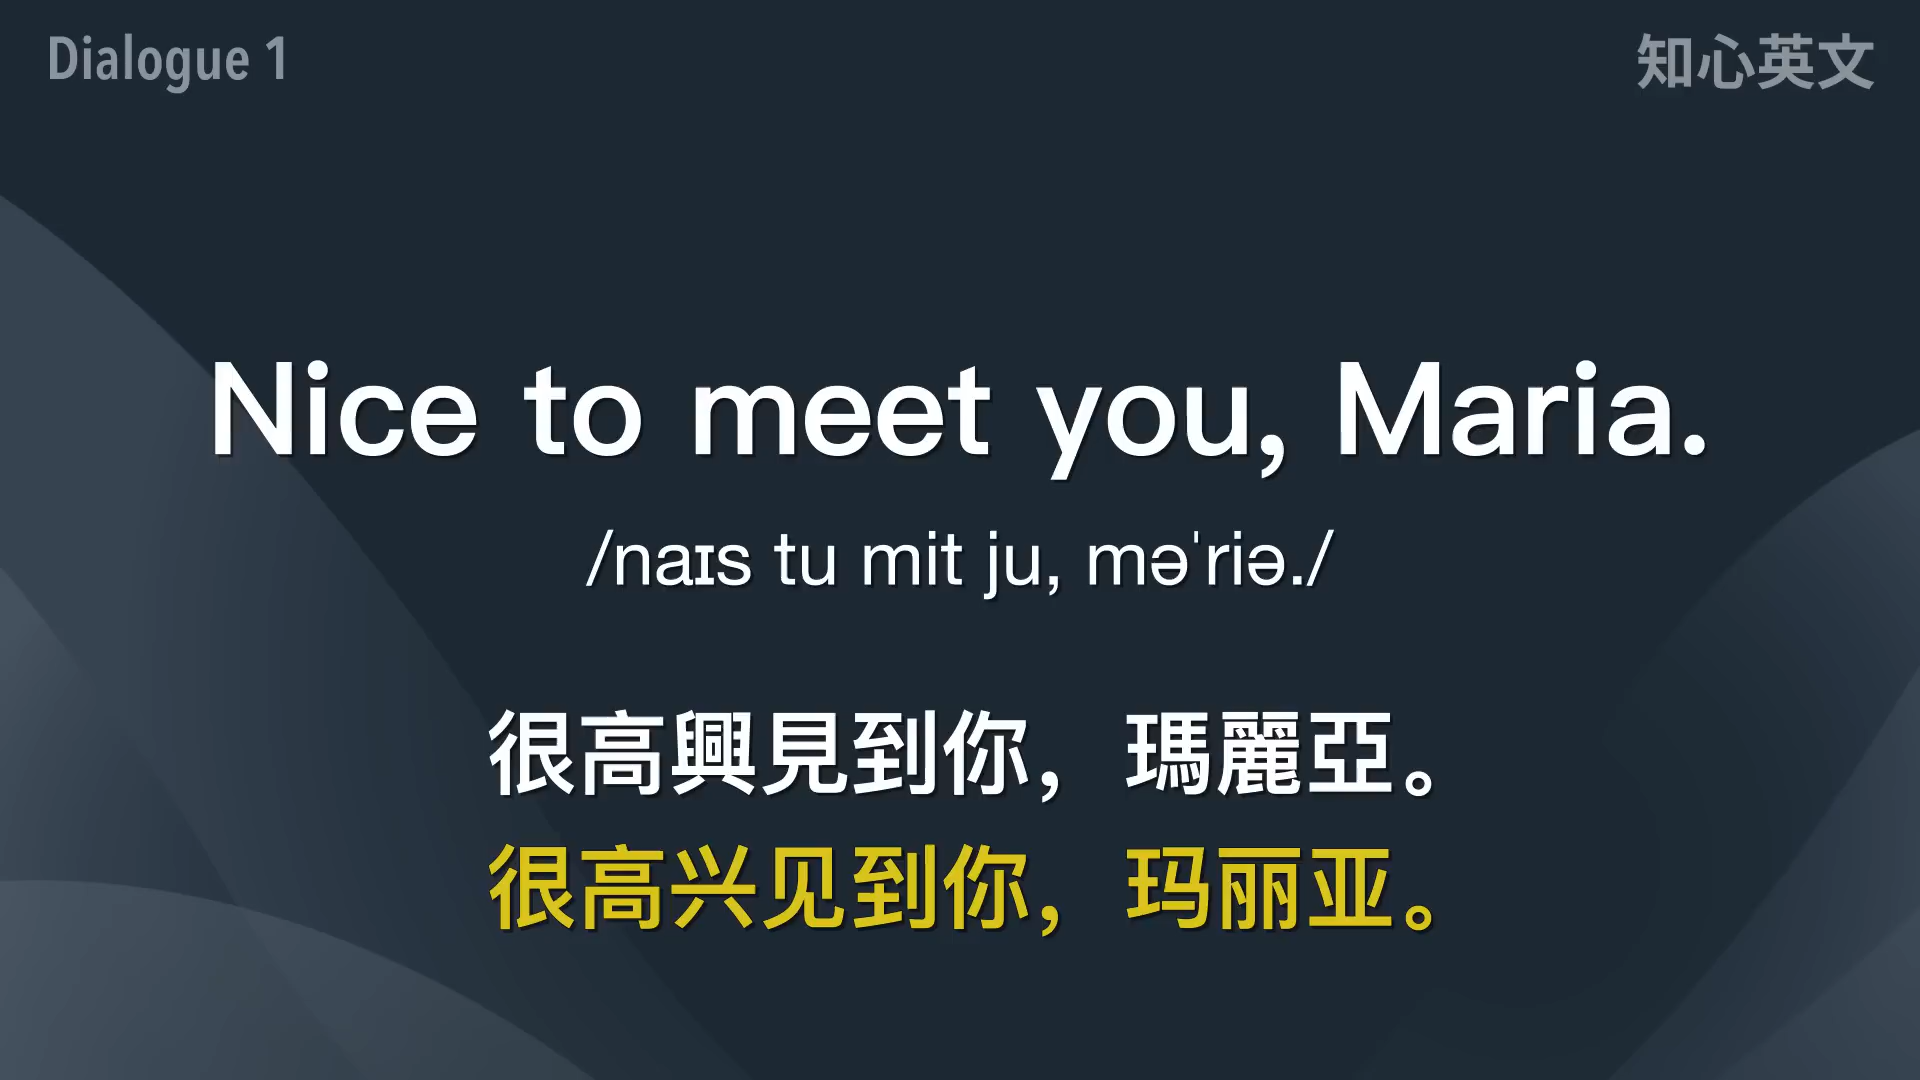 Dialogue 1
知心英文
Nice to meet you, Maria.
/naɪs tu mit ju, məˈriə./
很高興見到你，瑪麗亞。
很高兴见到你，玛丽亚。